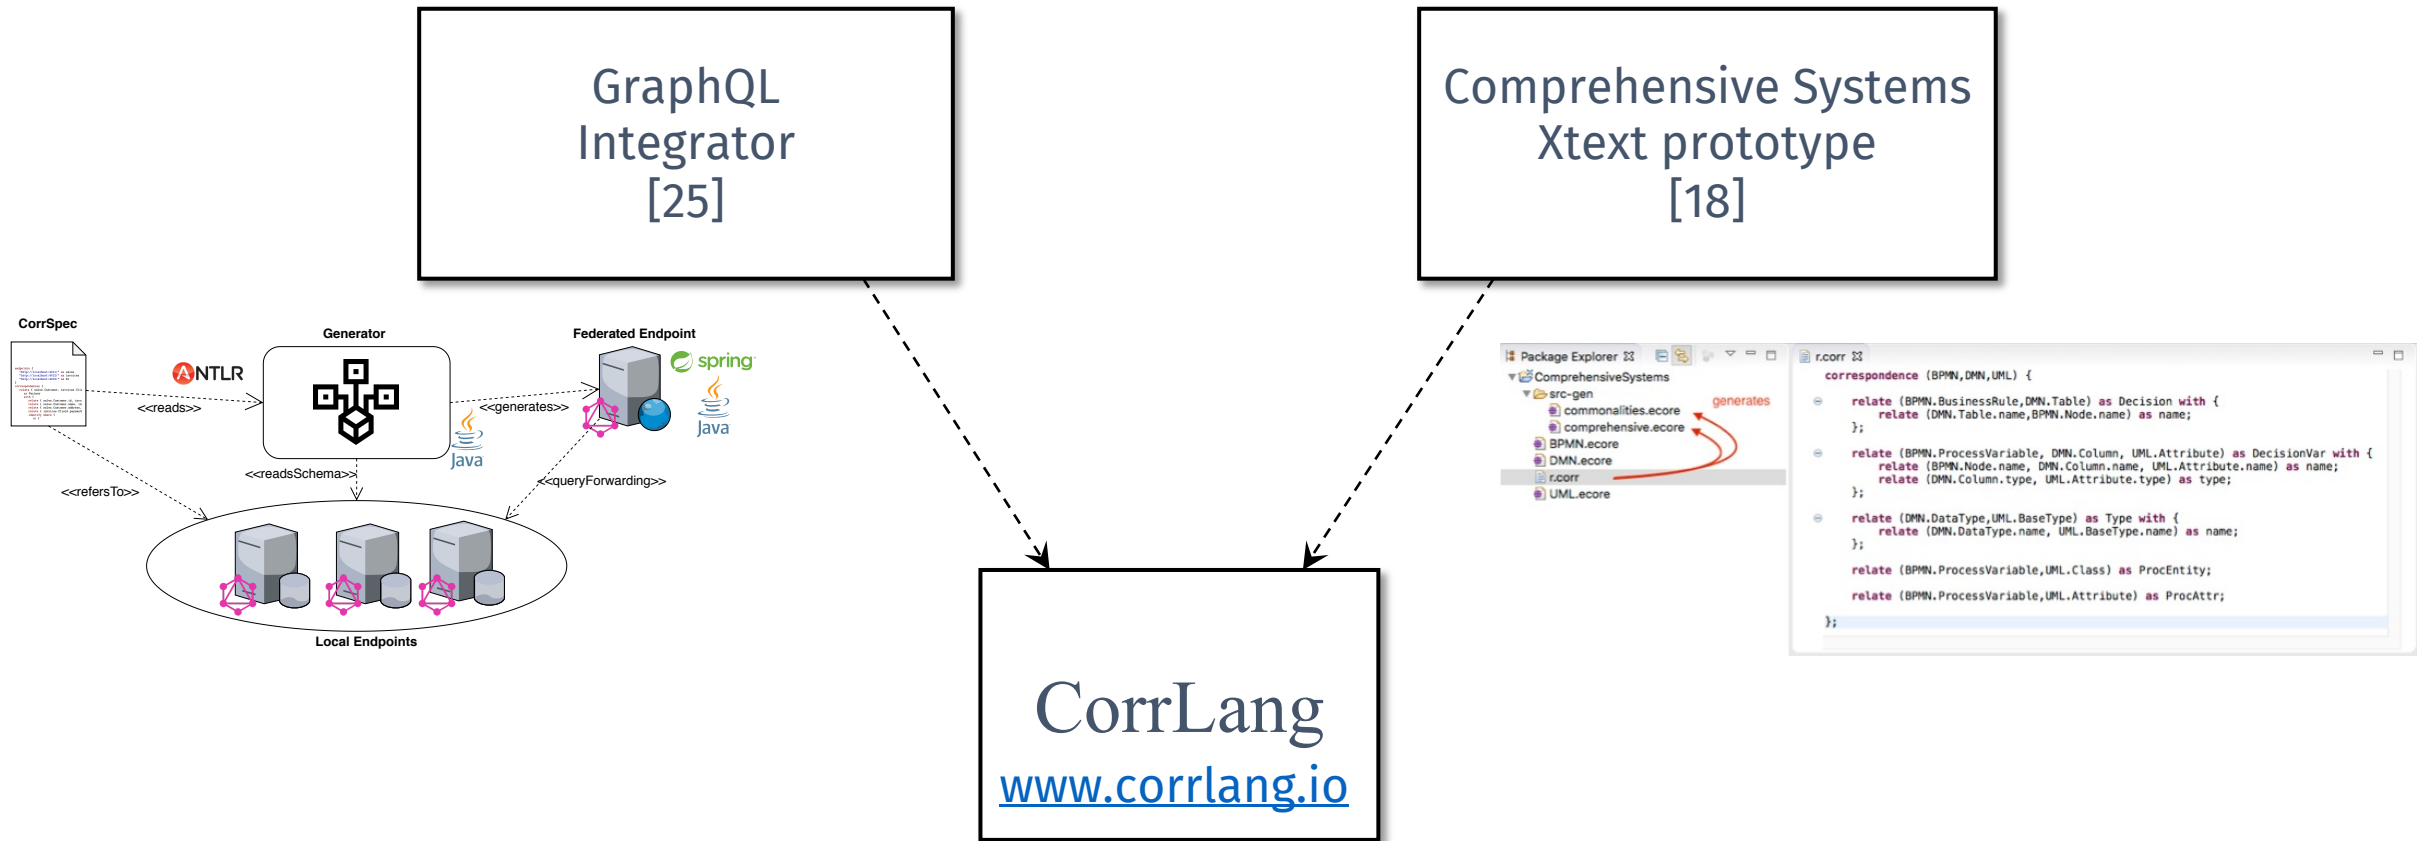 GraphQL
Integrator
[25]
Comprehensive Systems
Xtext prototype
[18]
CorrSpec
Generator
Federated Endpoint
ANTLR
spring
<<reads>>
<<generates>>
Java
Java
<<readsSchema>>
<<refersTo>>
<<queryForwarding>>
Local Endpoints
Package Explorer
ComprehensiveSystems
src-gen
commonalities.ecore
comprehensive.ecore
BPMN.ecore
DMN.ecore
r.corr
UML.ecore
generates
r.corr
correspondence (BPMN,DMN,UML) {
relate (BPMN.BusinessRule,DMN.Table) as Decision with {
relate (DMN.Table.name,BPMN.Node.name) as name;
};
relate (BPMN.ProcessVariable, DMN.Column, UML.Attribute) as DecisionVar with {
relate (BPMN.Node.name, DMN.Column.name, UML.Attribute.name) as name;
relate (DMN.Column.type, UML.Attribute.type) as type;
};
relate (DMN.DataType,UML.BaseType) as Type with {
relate (DMN.DataType.name, UML.BaseType.name) as name;
};
relate (BPMN.ProcessVariable,UML.Class) as ProcEntity;
relate (BPMN.ProcessVariable,UML.Attribute) as ProcAttr;
};
CorrLang
www.corrlang.io